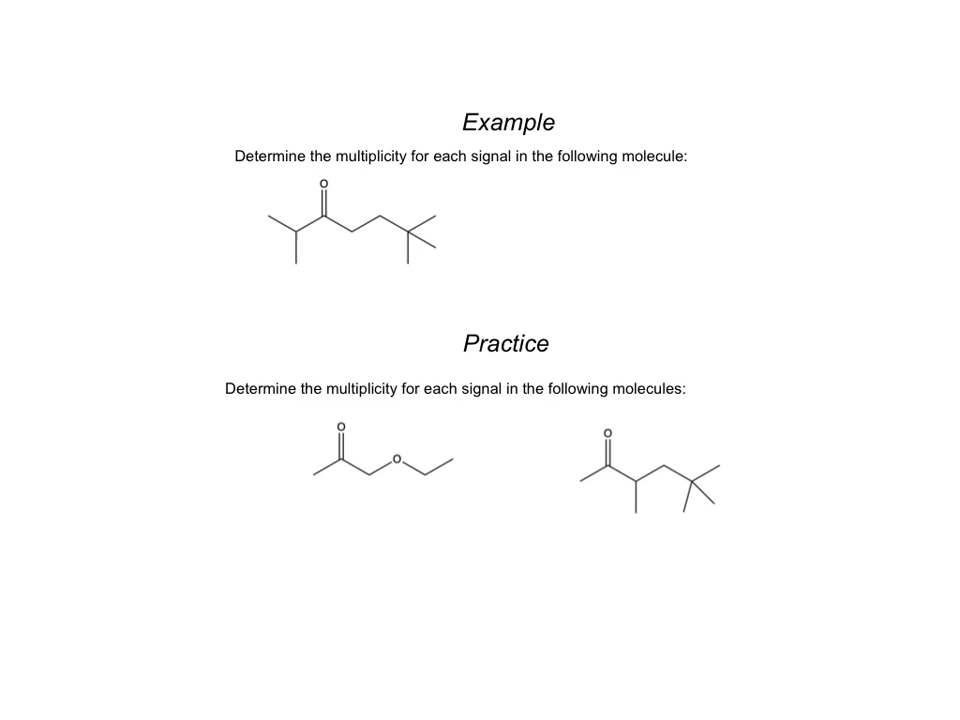 Example
Determine the multiplicity for each signal in the following molecule:
O
Practice
Determine the multiplicity for each signal in the following molecules:
O
O
O